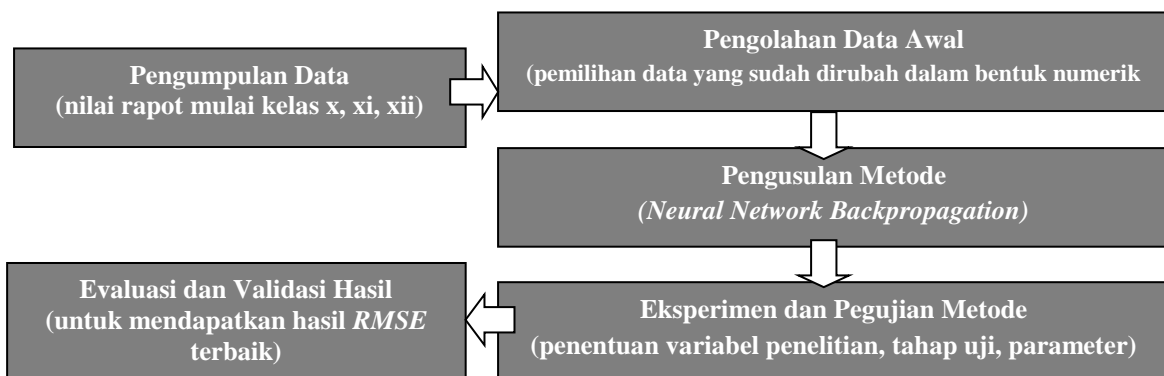 Pengumpulan Data
(nilai rapot mulai kelas x, xi, xii)
Pengolahan Data Awal
(pemilihan data yang sudah dirubah dalam bentuk numerik
Pengusulan Metode
(Neural Network Backpropagation)
Eksperimen dan Pegujian Metode
(penentuan variabel penelitian, tahap uji, parameter)
Evaluasi dan Validasi Hasil
(untuk mendapatkan hasil RMSE
terbaik)